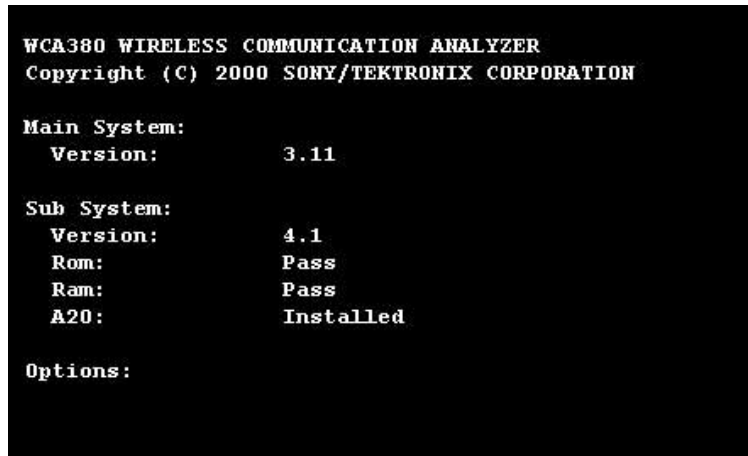 WCA380 WIRELESS COMMUNICATION ANALYZER
Copyright (C) 2000 SONY/TEKTRONIX CORPORATION
Main System:
Version: 3.11
Sub System:
Version: 4.1
Rom: Pass
Ram: Pass
A20: Installed
Options: